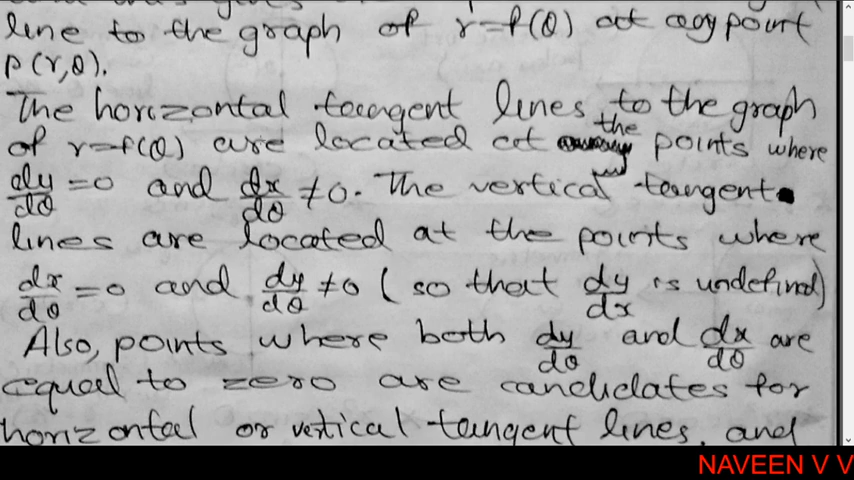 line to the graph of r=f(θ) at any point
P(r,θ).
The horizontal tangent lines to the graph
of r=f(θ) are located at the points where
dy/dθ=0 and dx/dθ≠0. The vertical tangent
lines are located at the points where
dx/dθ=0 and dy/dθ≠0 (so that dy/dx is undefined)
Also, points where both dy/dθ and dx/dθ are
equal to zero are candidates for
horizontal or vertical tangent lines, and
NAVEEN V V